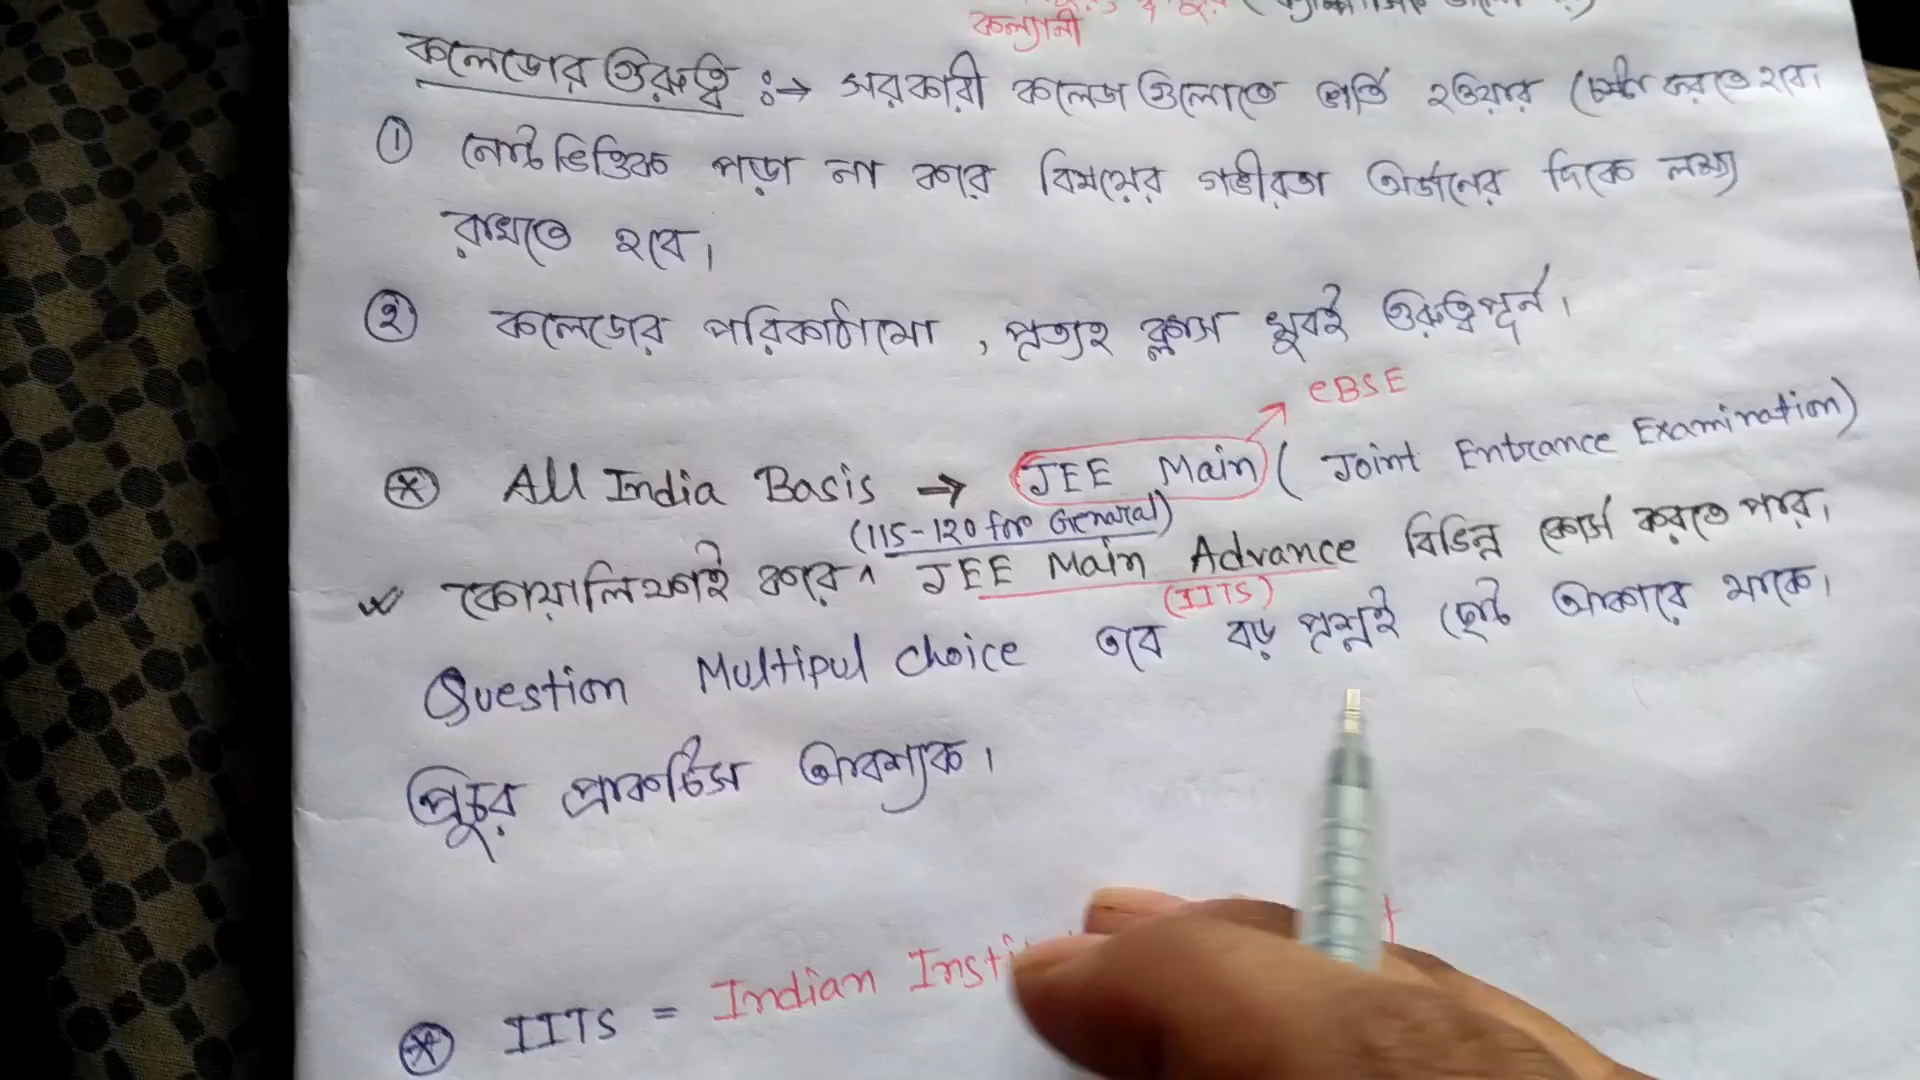 কল্যানী
কলেজের গুরুত্ব :→ সরকারী কলেজ গুলোতে ভর্তি হওয়ার চেষ্টা করতে হবে।
① নোট ভিত্তিক পড়া না করে বিষয়ের গভীরতা অর্জনের দিকে লক্ষ্য
রাখতে হবে।
② কলেজের পরিকাঠামো, প্রত্যহ ক্লাস খুবই গুরুত্বিপূর্ন।
CBSE
* All India Basis → JEE Main ( Joint Entrance Examination)
(115-120 for General)
কোয়ালিফাই করে ^ JEE Main Advance বিভিন্ন কোর্স করতে পারে।
(IITS)
Question Multipul choice তবে বড় প্রশ্নই ছোট আকারে থাকে।
প্রচুর প্রাকটিস আবশ্যক।
* IITS = Indian